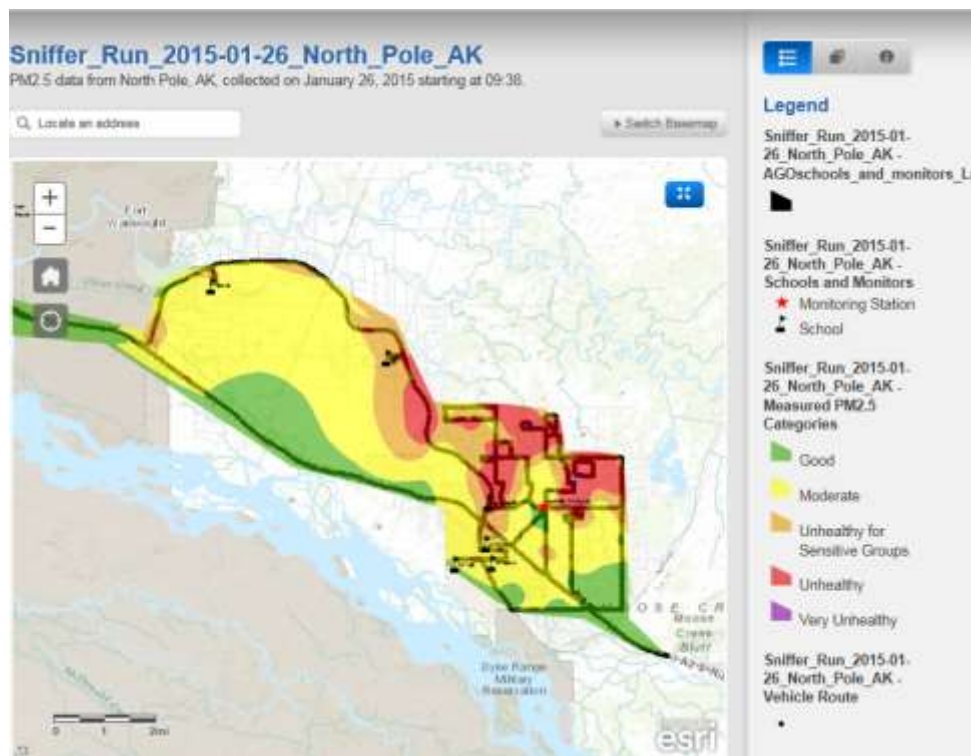 Sniffer_Run_2015-01-26_North_Pole_AK
PM2.5 data from North Pole, AK, collected on January 26, 2015 starting at 09:38.
Locate an address
Switch Basemap
Legend
Sniffer_Run_2015-01-
26_North_Pole_AK -
AGOschools_and_monitors_La
Sniffer_Run_2015-01-
26_North_Pole_AK -
Schools and Monitors
Monitoring Station
School
Sniffer_Run_2015-01-
26_North_Pole_AK -
Measured PM2.5
Categories
Good
Moderate
Unhealthy for
Sensitive Groups
Unhealthy
Very Unhealthy
Sniffer_Run_2015-01-
26_North_Pole_AK -
Vehicle Route
+
−
Fort
Wainwright
OSE CR
Moose
Creek
Bluff
Military
Reservation
0 1 2mi
esri